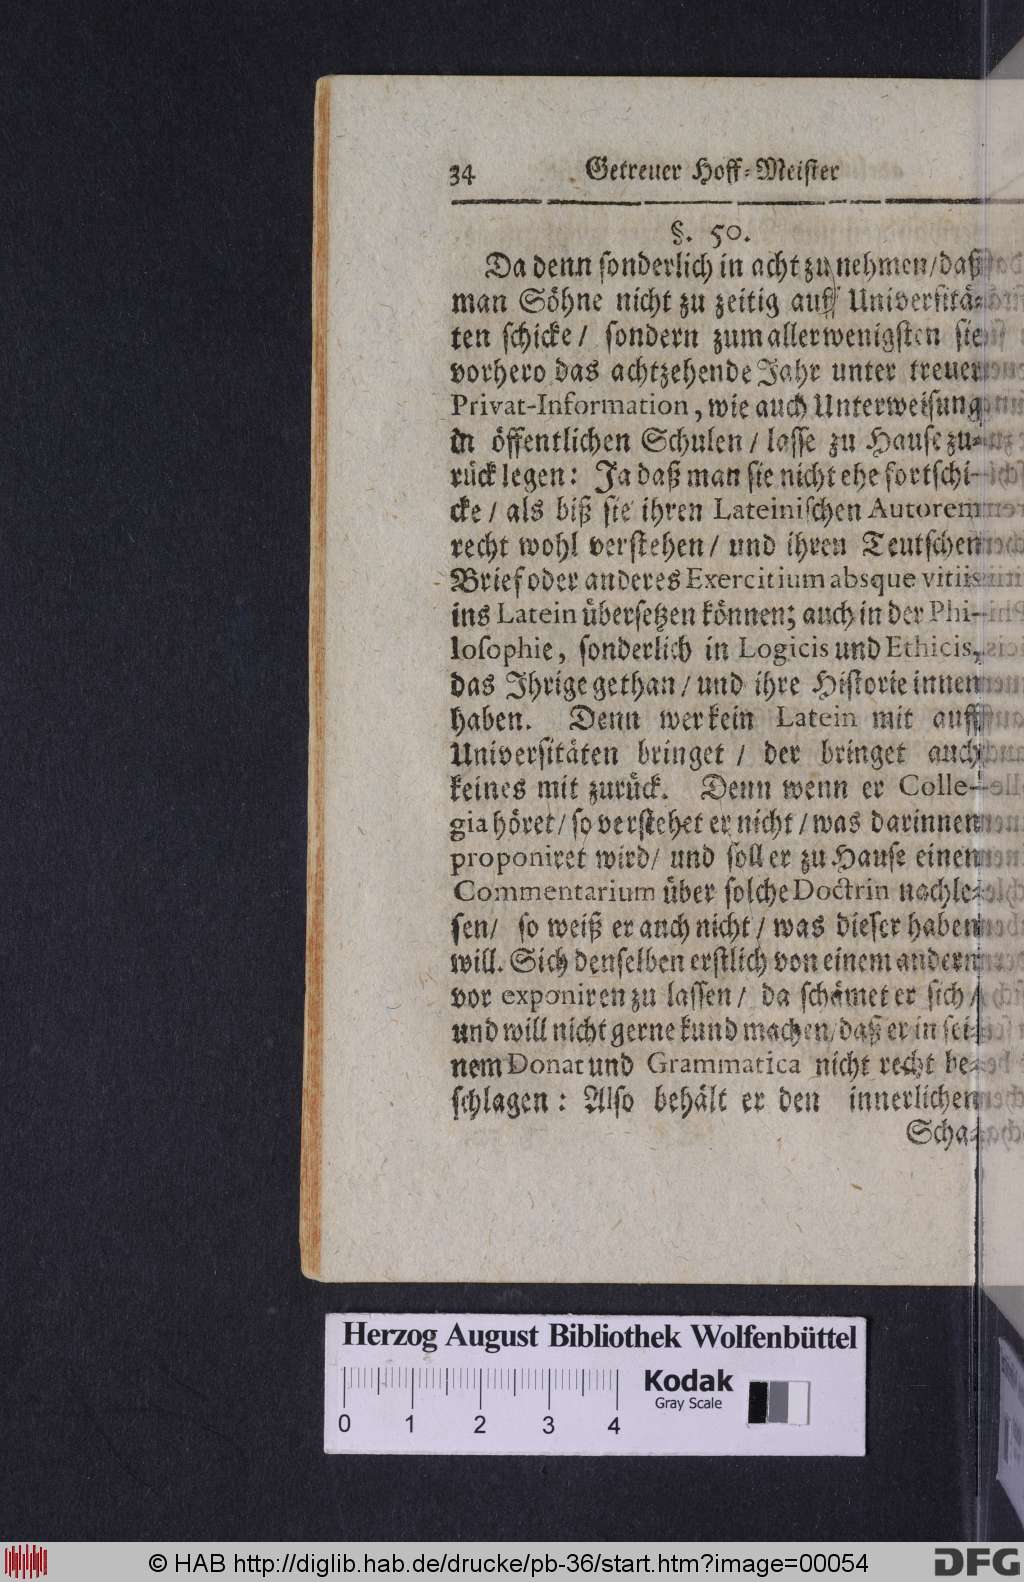 34 Getreuer Hoff-Meister
§. 50.
Da denn sonderlich in acht zu nehmen/daß
man Söhne nicht zu zeitig auff Universitä-
ten schicke/ sondern zum allerwenigsten sie
vorhero das achtzehende Jahr unter treuer
Privat-Information, wie auch Unterweisung
in öffentlichen Schulen/ lasse zu Hause zu-
rück legen: Ja daß man sie nicht ehe fortschi-
cke/ als biß sie ihren Lateinischen Autorem
recht wohl verstehen/ und ihren Teutschen
Brief oder anderes Exercitium absque vitiis
ins Latein übersetzen können; auch in der Phi-
losophie, sonderlich in Logicis und Ethicis,
das Ihrige gethan/ und ihre Historie innen
haben. Denn wer kein Latein mit auff
Universitäten bringet/ der bringet auch
keines mit zurück. Denn wenn er Colle-
gia höret/ so verstehet er nicht/ was darinnen
proponiret wird/ und soll er zu Hause einen
Commentarium über solche Doctrin nachle-
sen/ so weiß er auch nicht/ was dieser haben
will. Sich denselben erstlich von einem andern
vor exponiren zu lassen/ da schämet er sich/
und will nicht gerne kund machen/ daß er in sei-
nem Donat und Grammatica nicht recht be-
schlagen: Also behält er den innerlichen
Scha-
Herzog August Bibliothek Wolfenbüttel
Kodak
Gray Scale
0 1 2 3 4
© HAB http://diglib.hab.de/drucke/pb-36/start.htm?image=00054
DFG